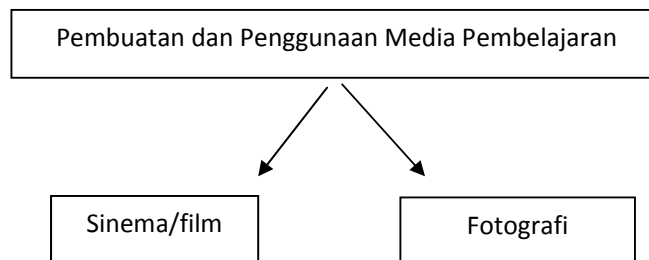 Pembuatan dan Penggunaan Media Pembelajaran
Sinema/film
Fotografi